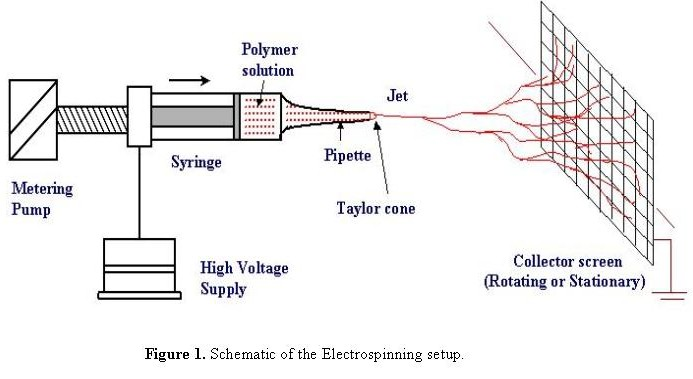 Polymer
solution
Jet
Syringe
Pipette
Metering
Pump
Taylor cone
High Voltage
Supply
Collector screen
(Rotating or Stationary)
Figure 1. Schematic of the Electrospinning setup.